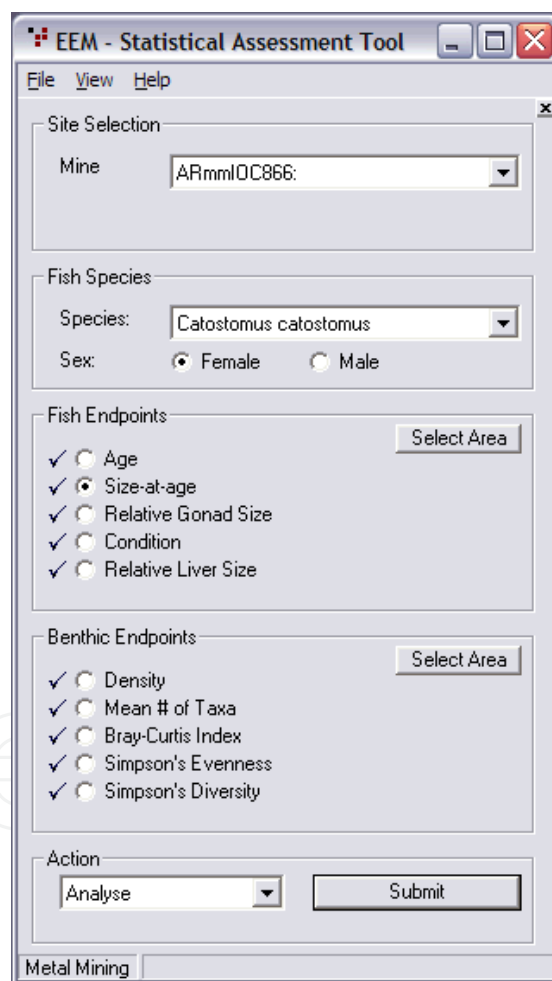 EEM - Statistical Assessment Tool
File View Help
Site Selection
Mine ARmmIOC866:
Fish Species
Species: Catostomus catostomus
Sex: Female Male
Fish Endpoints
Select Area
Age
Size-at-age
Relative Gonad Size
Condition
Relative Liver Size
Benthic Endpoints
Select Area
Density
Mean # of Taxa
Bray-Curtis Index
Simpson's Evenness
Simpson's Diversity
Action
Analyse Submit
Metal Mining